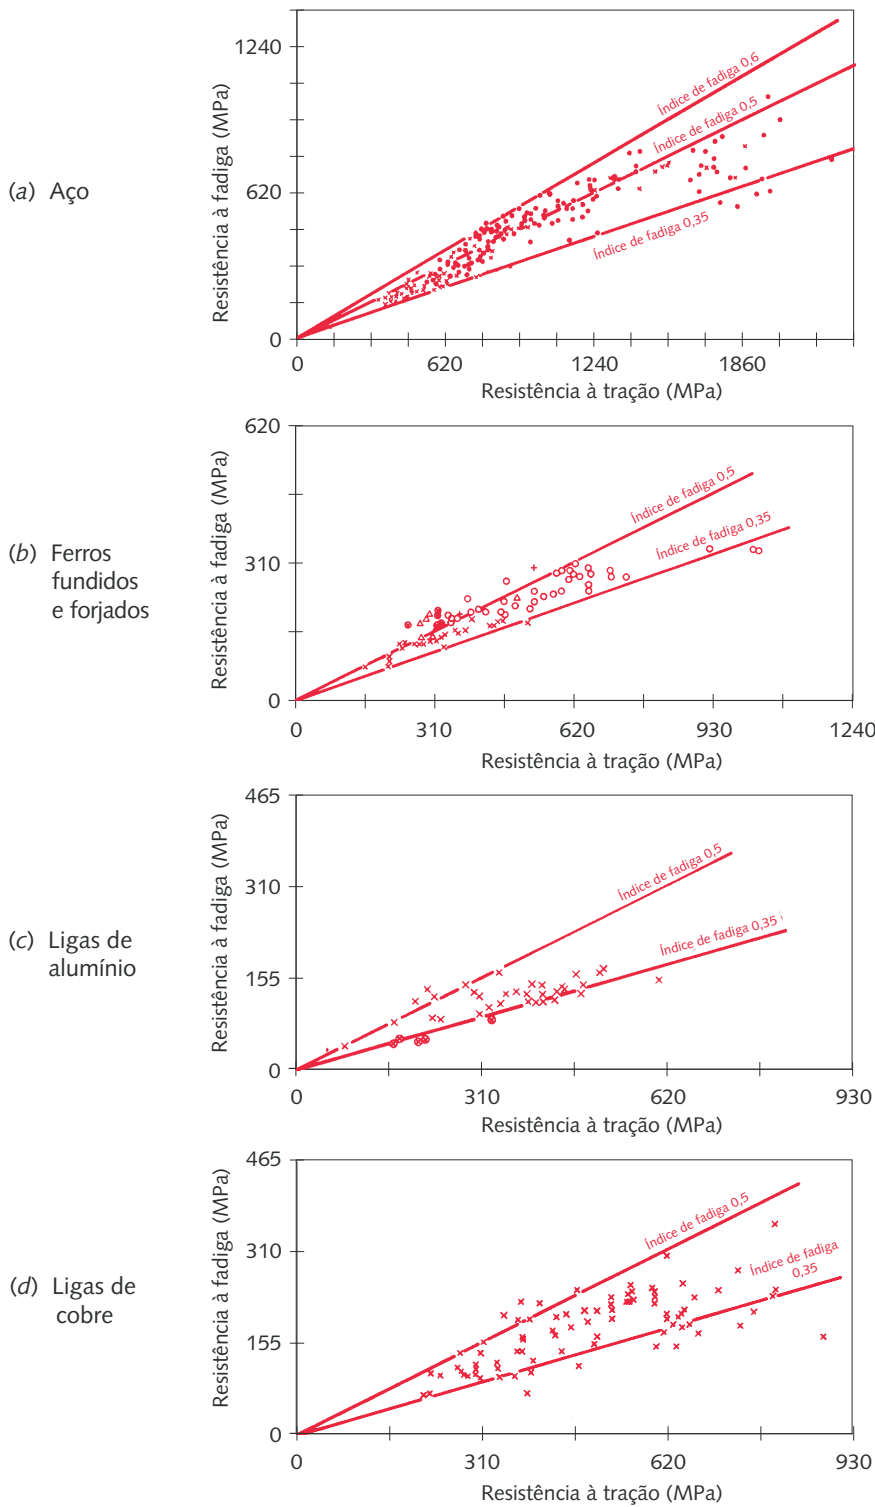 (a) Aço
Resistência à fadiga (MPa)
1240
620
0
Índice de fadiga 0,6
Índice de fadiga 0,5
Índice de fadiga 0,35
0 620 1240 1860
Resistência à tração (MPa)
(b) Ferros
fundidos
e forjados
Resistência à fadiga (MPa)
620
310
0
Índice de fadiga 0,5
Índice de fadiga 0,35
0 310 620 930 1240
Resistência à tração (MPa)
(c) Ligas de
alumínio
Resistência à fadiga (MPa)
465
310
155
0
Índice de fadiga 0,5
Índice de fadiga 0,35
0 310 620 930
Resistência à tração (MPa)
(d) Ligas de
cobre
Resistência à fadiga (MPa)
465
310
155
0
Índice de fadiga 0,5
Índice de fadiga
0,35
0 310 620 930
Resistência à tração (MPa)